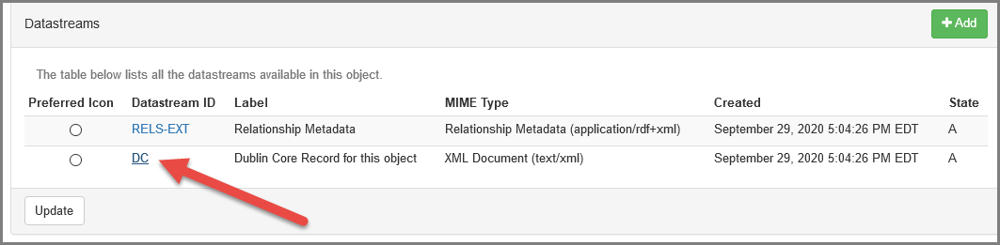 Datastreams
+ Add
The table below lists all the datastreams available in this object.
Preferred Icon Datastream ID Label MIME Type Created State
RELS-EXT Relationship Metadata Relationship Metadata (application/rdf+xml) September 29, 2020 5:04:26 PM EDT A
DC Dublin Core Record for this object XML Document (text/xml) September 29, 2020 5:04:26 PM EDT A
Update